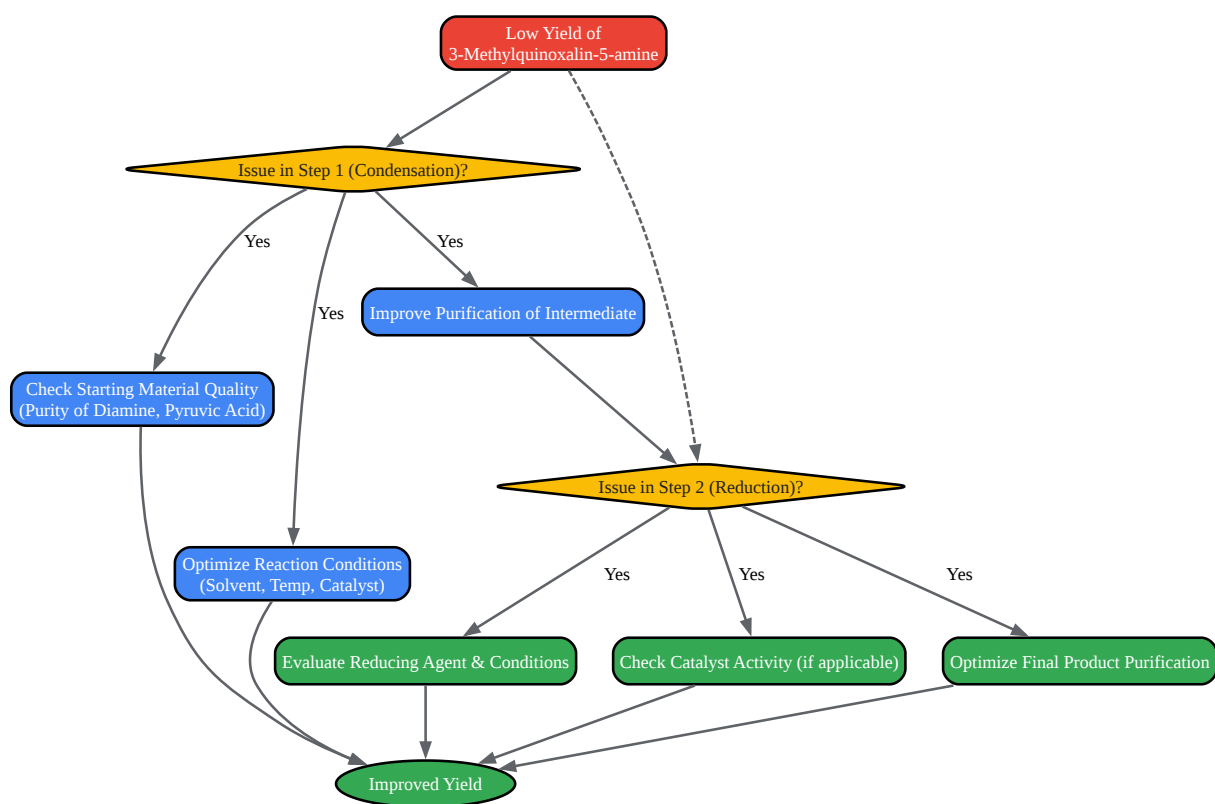 Low Yield of
3-Methylquinoxalin-5-amine
Issue in Step 1 (Condensation)?
Yes
Yes
Yes
Improve Purification of Intermediate
Check Starting Material Quality
(Purity of Diamine, Pyruvic Acid)
Issue in Step 2 (Reduction)?
Optimize Reaction Conditions
(Solvent, Temp, Catalyst)
Yes
Yes
Yes
Evaluate Reducing Agent & Conditions
Check Catalyst Activity (if applicable)
Optimize Final Product Purification
Improved Yield